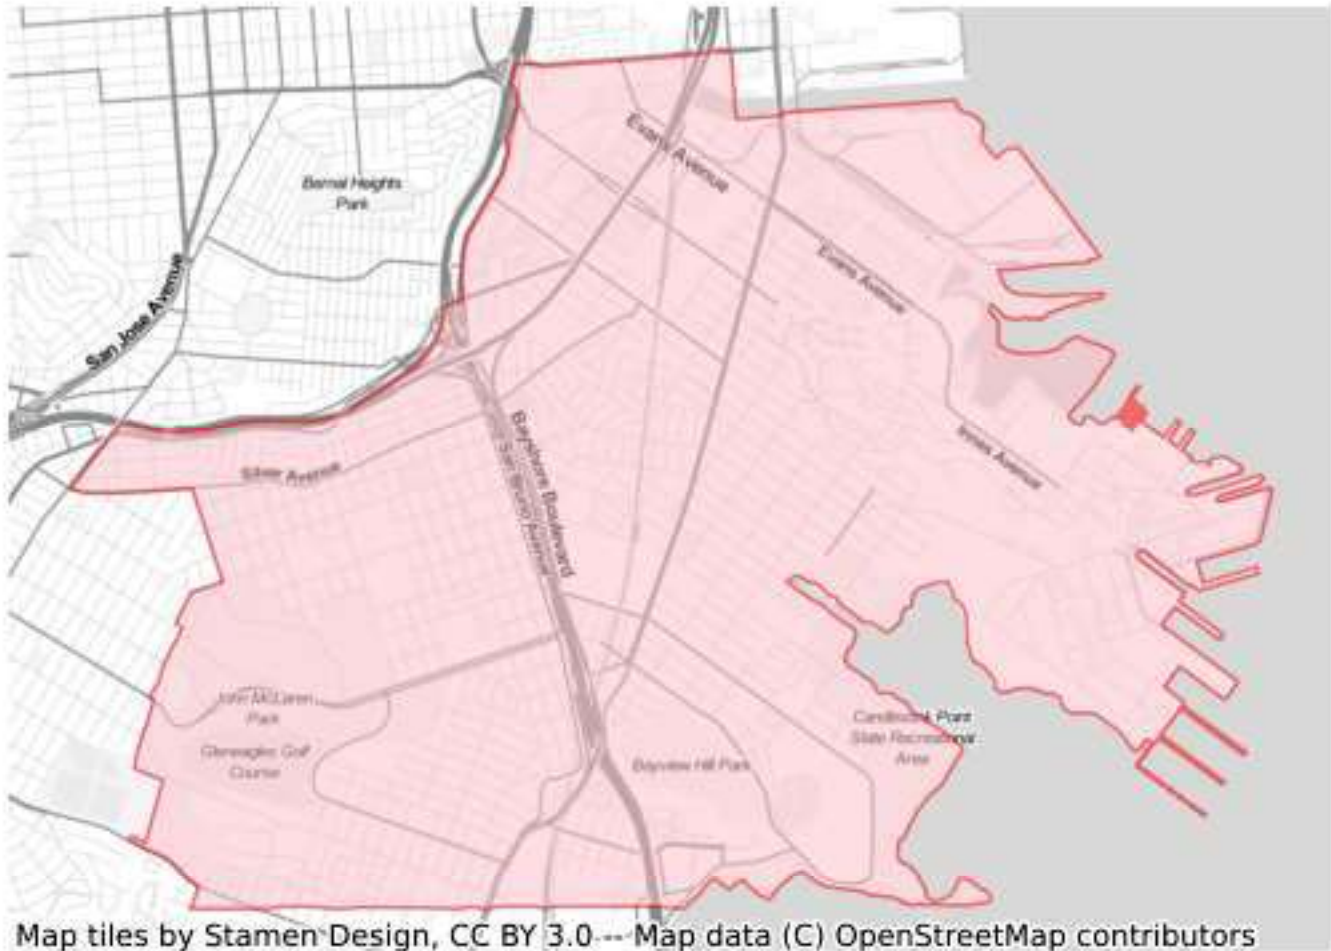 Evans Avenue
Bernal Heights
Park
Evans Avenue
San Jose Avenue
Innes Avenue
Bayshore Boulevard
San Bruno Avenue
Silver Avenue
John McLaren
Park
Gleneagles Golf
Course
Bayview Hill Park
Candlestick Point
State Recreational
Area
Map tiles by Stamen Design, CC BY 3.0 -- Map data (C) OpenStreetMap contributors